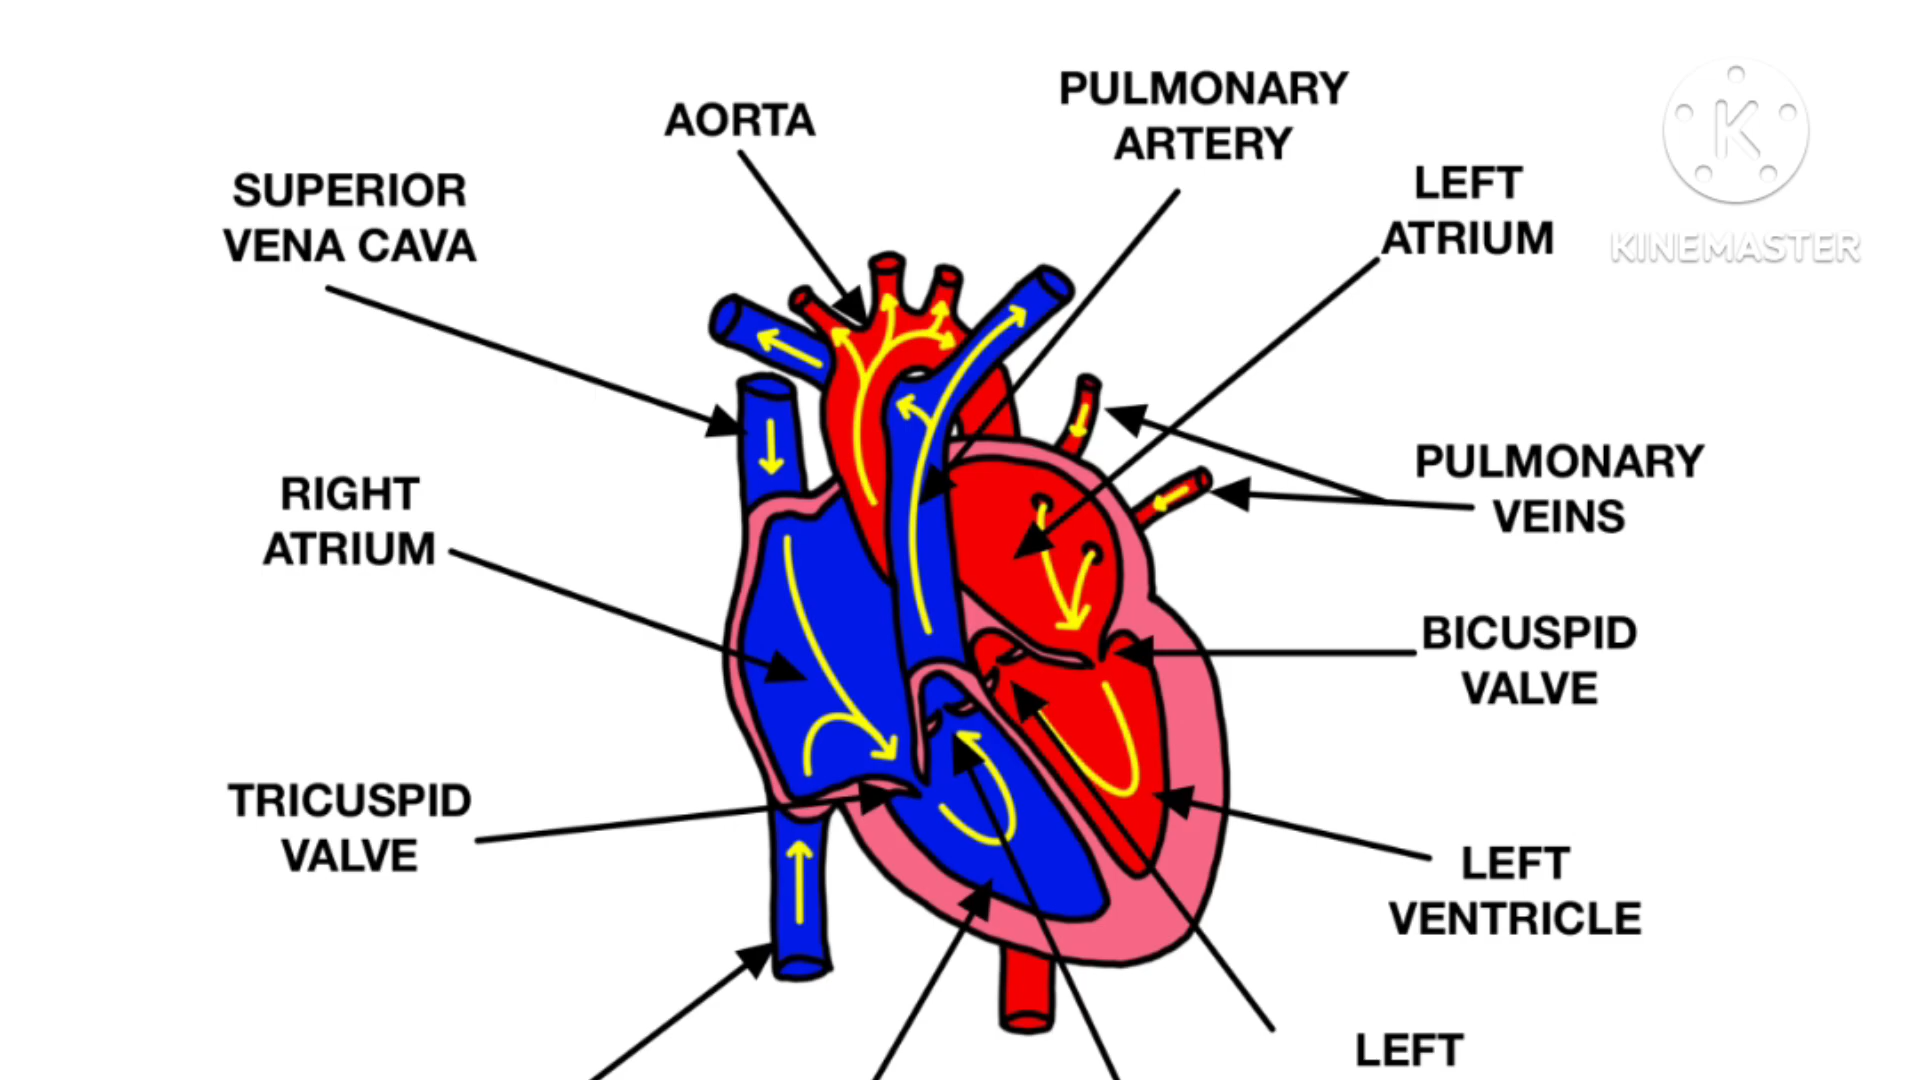 PULMONARY
ARTERY
AORTA
LEFT
ATRIUM
SUPERIOR
VENA CAVA
K
KINEMASTER
PULMONARY
VEINS
RIGHT
ATRIUM
BICUSPID
VALVE
TRICUSPID
VALVE
LEFT
VENTRICLE
LEFT